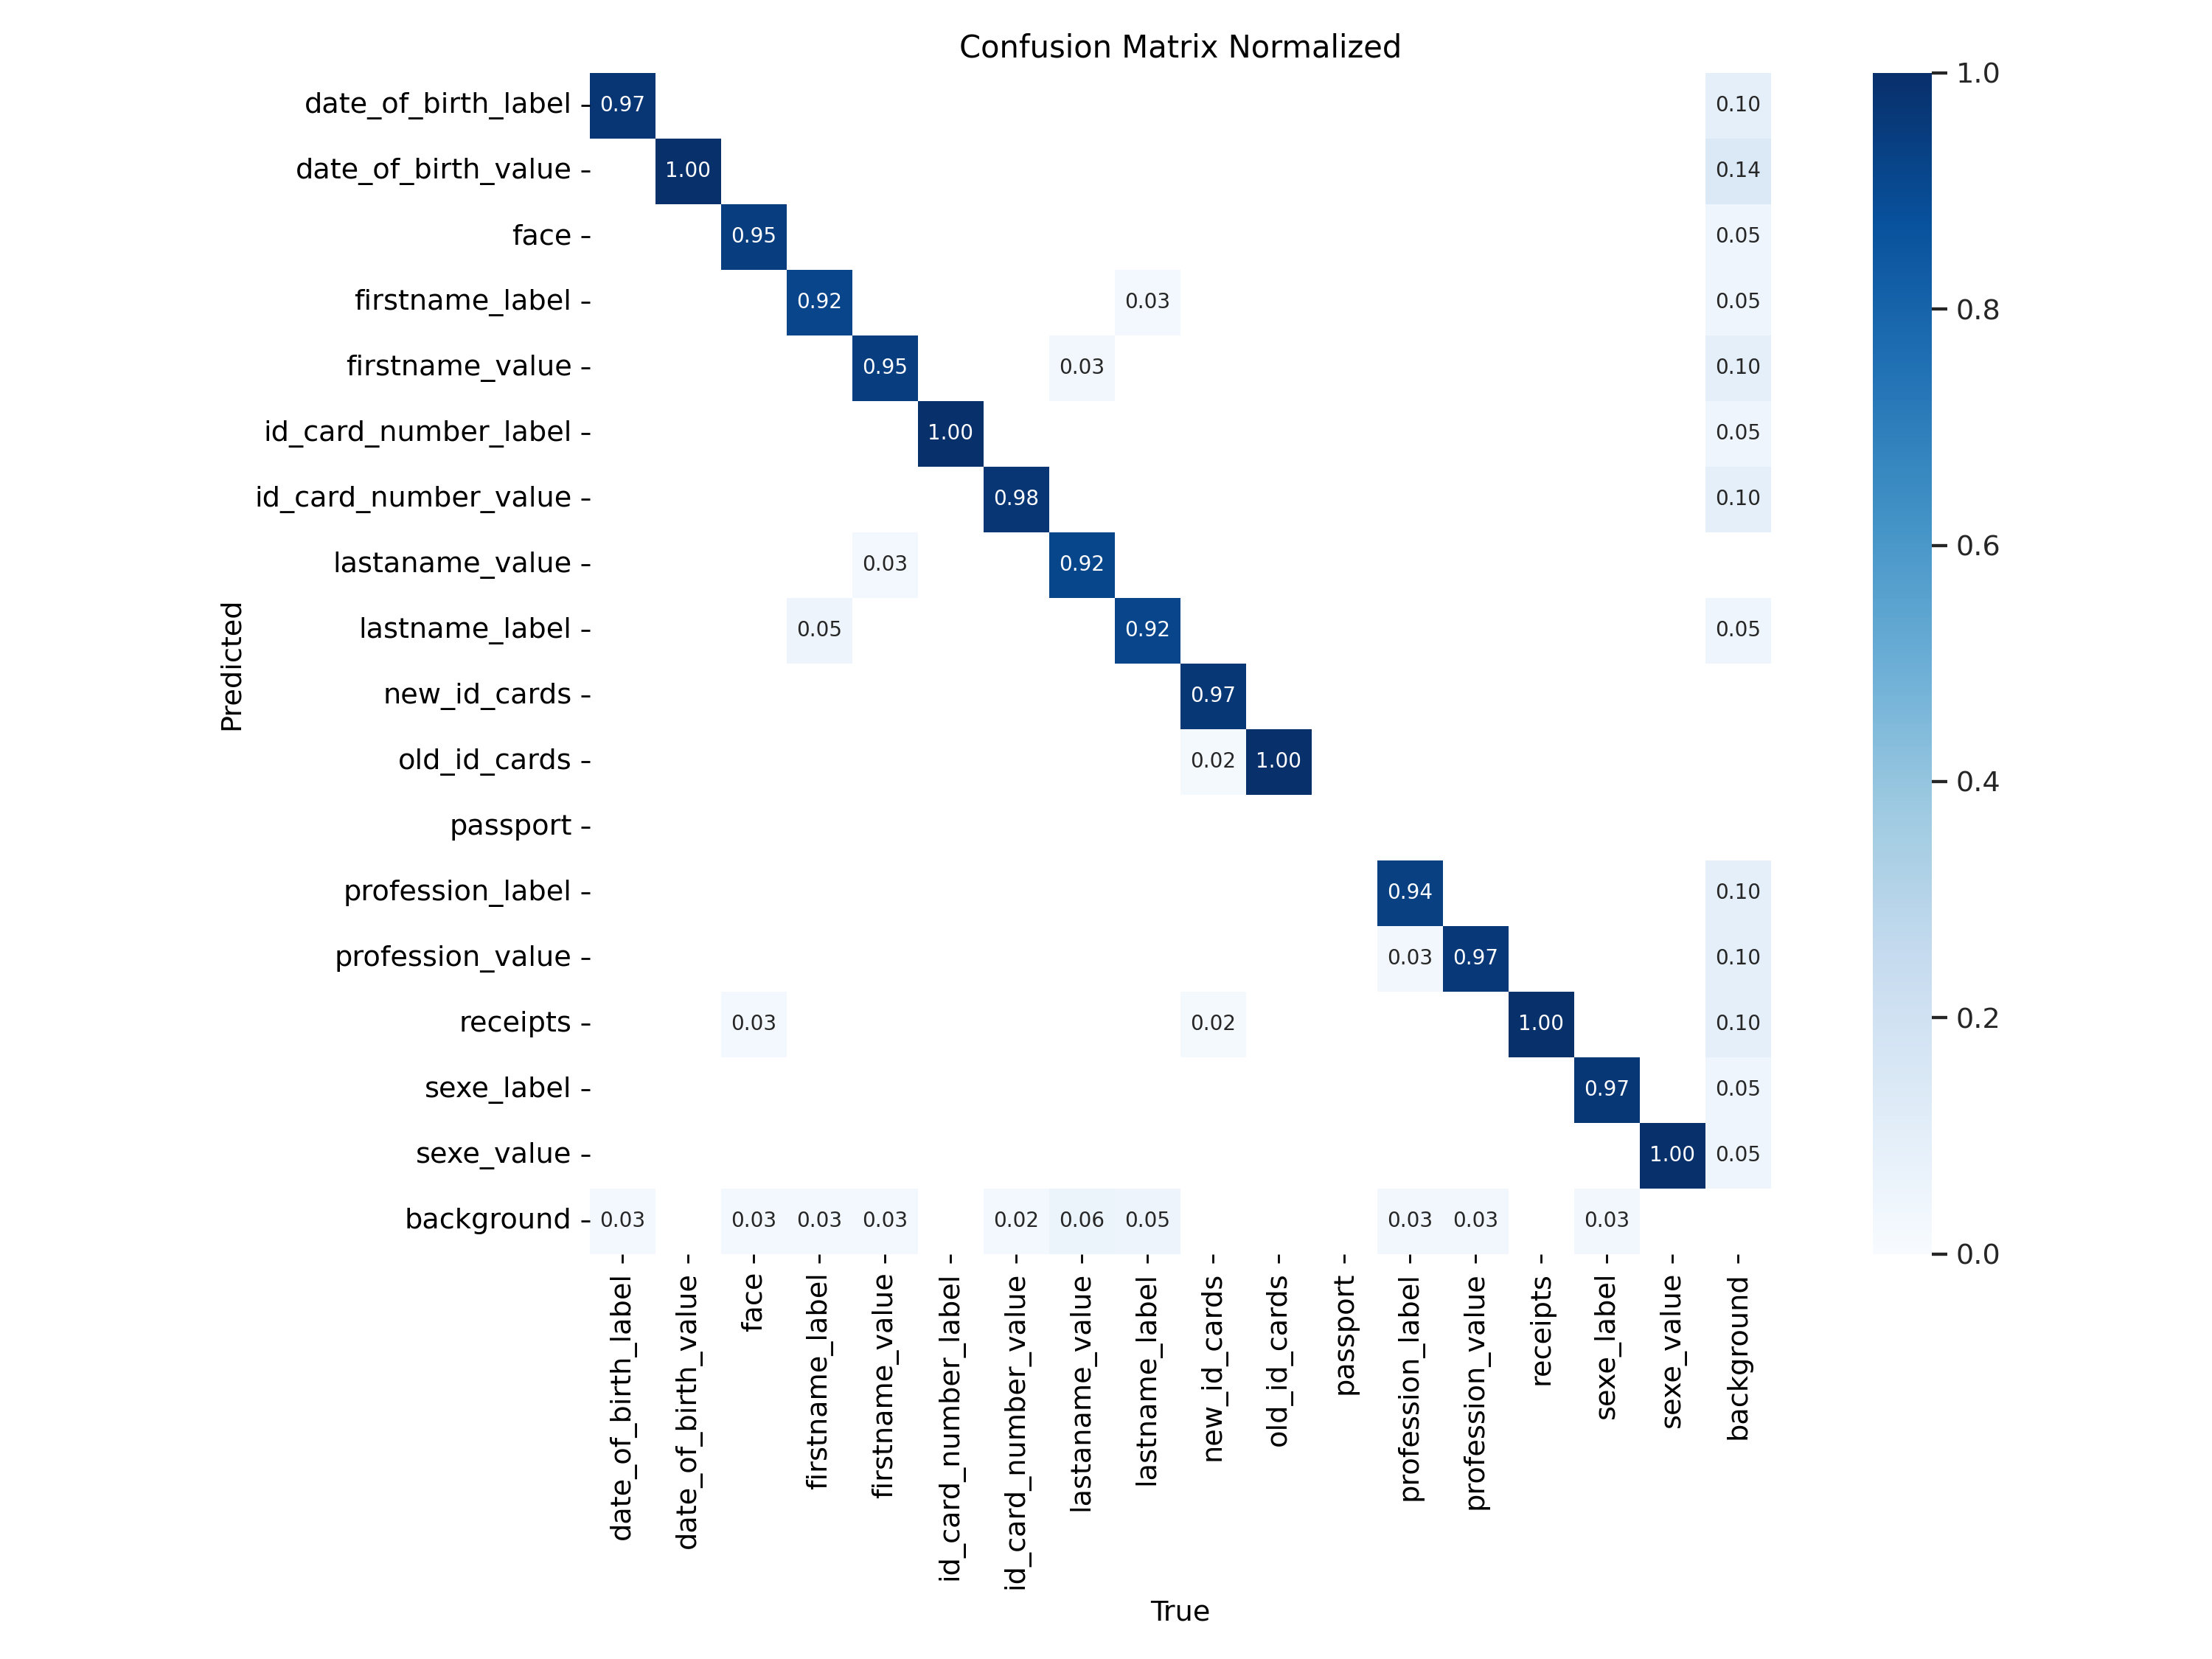 Confusion Matrix Normalized
date_of_birth_label 0.97 0.10 1.0
date_of_birth_value 1.00 0.14
face 0.95 0.05
firstname_label 0.92 0.03 0.05 0.8
firstname_value 0.95 0.03 0.10
id_card_number_label 1.00 0.05
id_card_number_value 0.98 0.10
lastaname_value 0.03 0.92 0.6
lastname_label 0.05 0.92 0.05
Predicted
new_id_cards 0.97
old_id_cards 0.02 1.00 0.4
passport
profession_label 0.94 0.10
profession_value 0.03 0.97 0.10
receipts 0.03 0.02 1.00 0.10 0.2
sexe_label 0.97 0.05
sexe_value 1.00 0.05
background 0.03 0.03 0.03 0.03 0.02 0.06 0.05 0.03 0.03 0.03 0.0
date_of_birth_label
date_of_birth_value
face
firstname_label
firstname_value
id_card_number_label
id_card_number_value
lastaname_value
lastname_label
new_id_cards
old_id_cards
passport
profession_label
profession_value
receipts
sexe_label
sexe_value
background
True